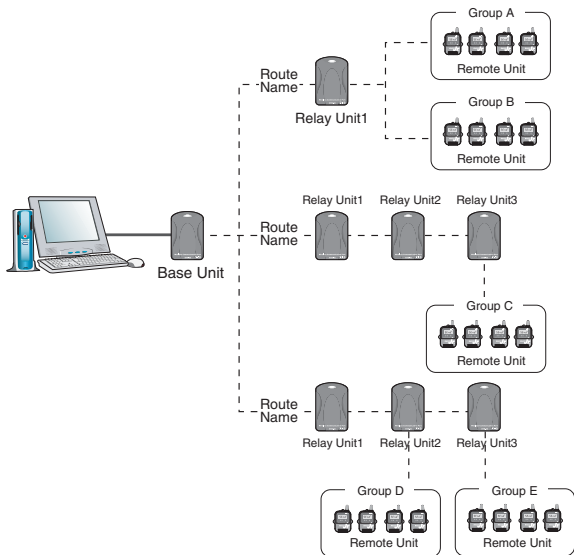 Group A
Remote Unit
Route
Name
Relay Unit1
Group B
Remote Unit
Base Unit
Route
Name
Relay Unit1
Relay Unit2
Relay Unit3
Group C
Remote Unit
Route
Name
Relay Unit1
Relay Unit2
Relay Unit3
Group D
Remote Unit
Group E
Remote Unit